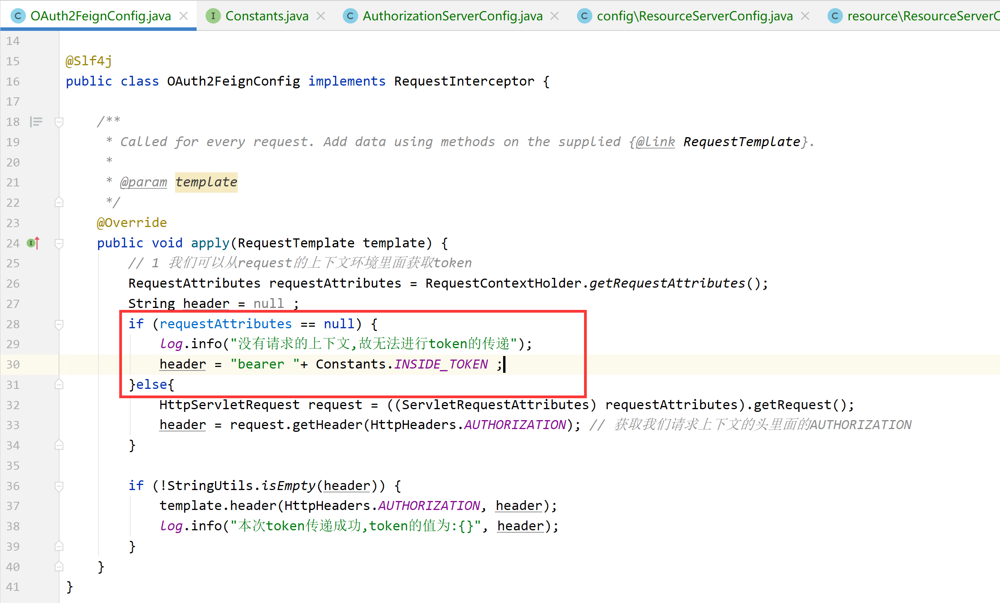 OAuth2FeignConfig.java Constants.java AuthorizationServerConfig.java config\ResourceServerConfig.java resource\ResourceServerC
14
15 @Slf4j
16 public class OAuth2FeignConfig implements RequestInterceptor {
17
18 /**
19 * Called for every request. Add data using methods on the supplied {@link RequestTemplate}.
20 *
21 * @param template
22 */
23 @Override
24 public void apply(RequestTemplate template) {
25 // 1 我们可以从request的上下文环境里面获取token
26 RequestAttributes requestAttributes = RequestContextHolder.getRequestAttributes();
27 String header = null ;
28 if (requestAttributes == null) {
29 log.info("没有请求的上下文,故无法进行token的传递");
30 header = "bearer "+ Constants.INSIDE_TOKEN ;
31 }else{
32 HttpServletRequest request = ((ServletRequestAttributes) requestAttributes).getRequest();
33 header = request.getHeader(HttpHeaders.AUTHORIZATION); // 获取我们请求上下文的头里面的AUTHORIZATION
34 }
35
36 if (!StringUtils.isEmpty(header)) {
37 template.header(HttpHeaders.AUTHORIZATION, header);
38 log.info("本次token传递成功,token的值为:{}", header);
39 }
40 }
41 }